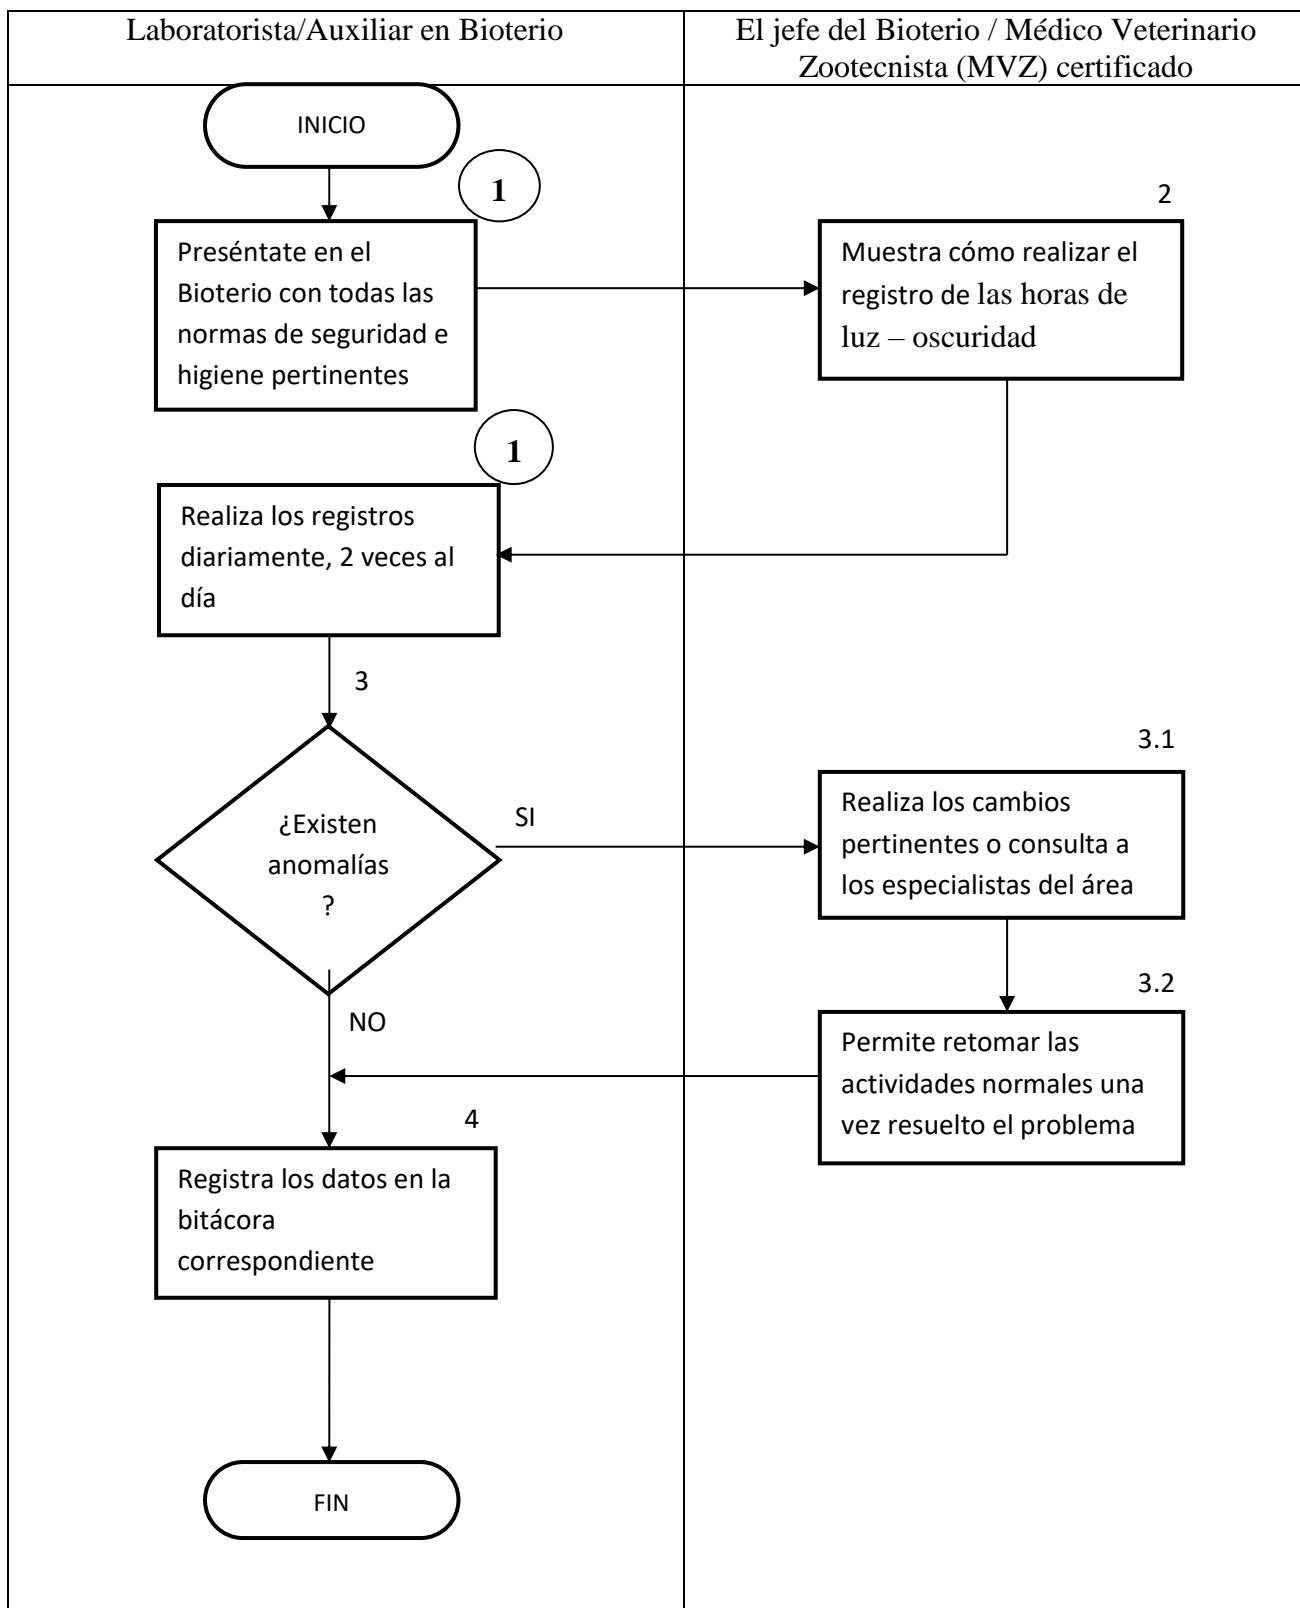 Laboratorista/Auxiliar en Bioterio
El jefe del Bioterio / Médico Veterinario
Zootecnista (MVZ) certificado
INICIO
1
Preséntate en el
Bioterio con todas las
normas de seguridad e
higiene pertinentes
2
Muestra cómo realizar el
registro de las horas de
luz – oscuridad
1
Realiza los registros
diariamente, 2 veces al
día
3
¿Existen
anomalías
?
SI
3.1
Realiza los cambios
pertinentes o consulta a
los especialistas del área
3.2
Permite retomar las
actividades normales una
vez resuelto el problema
NO
4
Registra los datos en la
bitácora
correspondiente
FIN